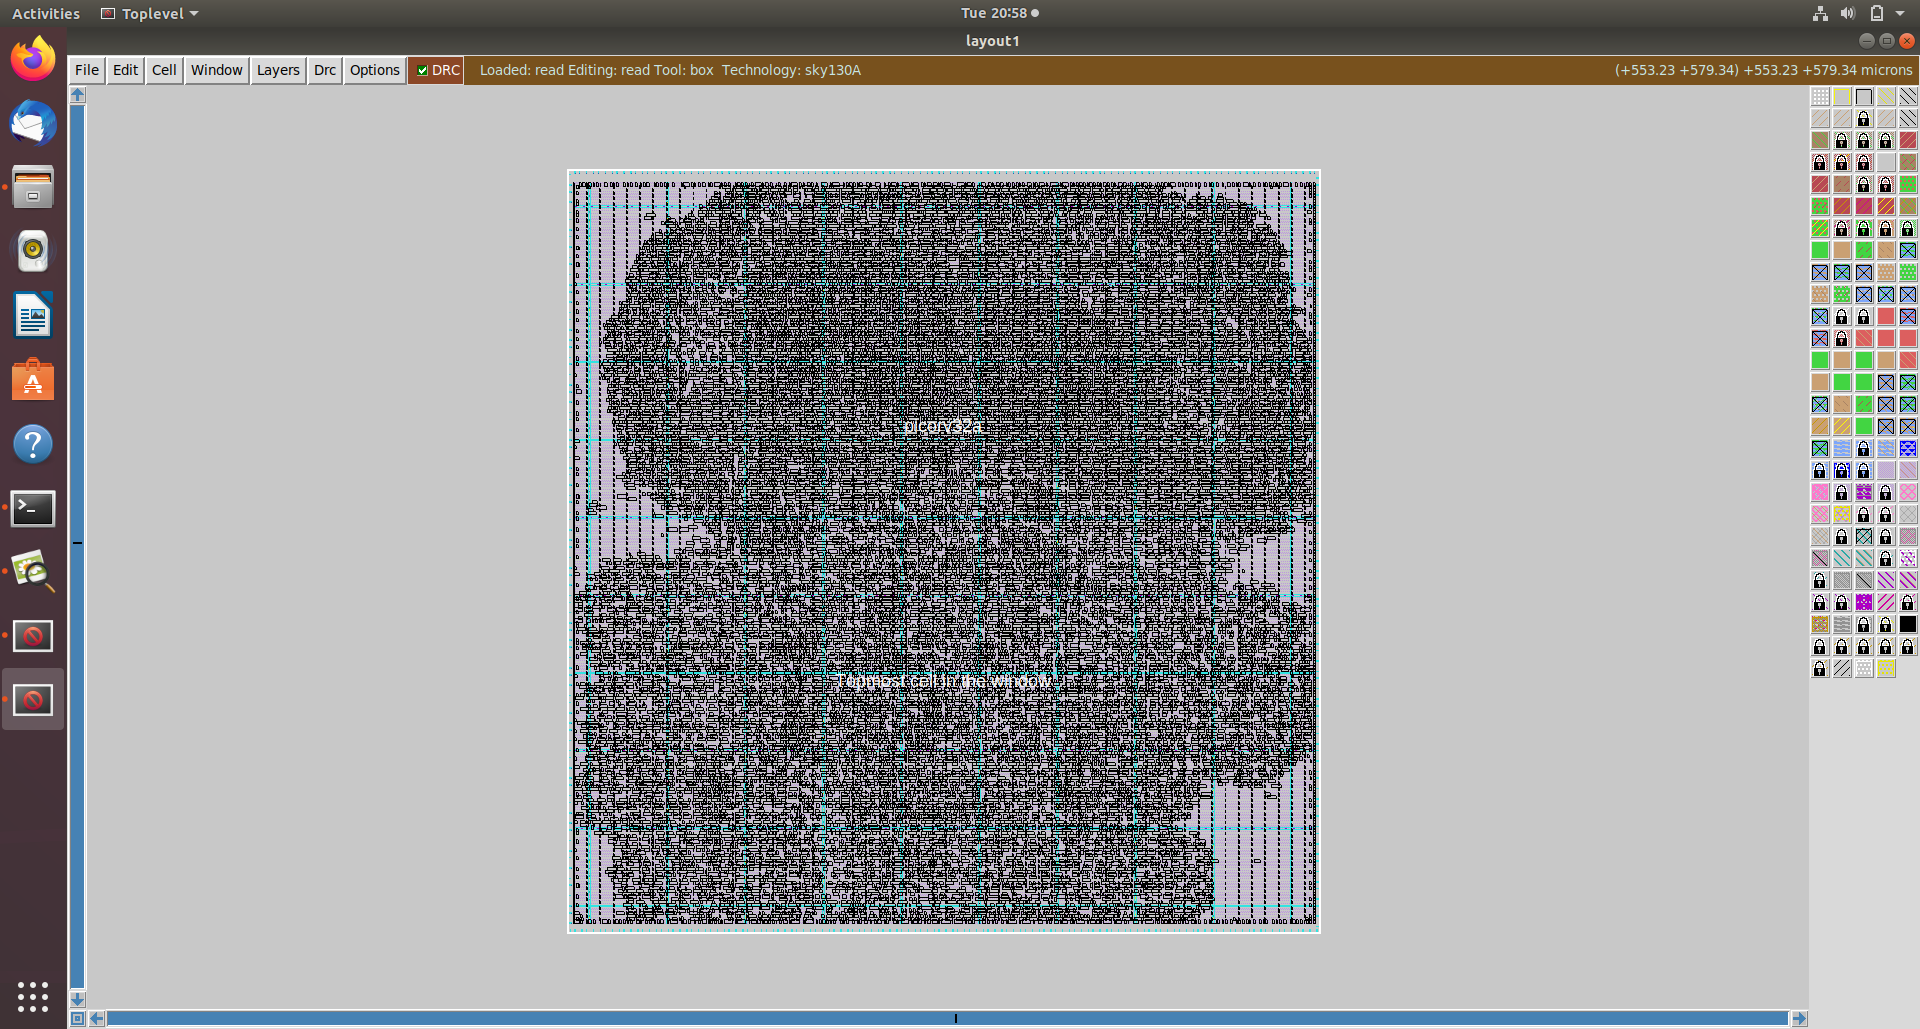 Activities Toplevel Tue 20:58
layout1
File Edit Cell Window Layers Drc Options DRC Loaded: read Editing: read Tool: box Technology: sky130A (+553.23 +579.34) +553.23 +579.34 microns
picorv32a
Topmost cell in the window